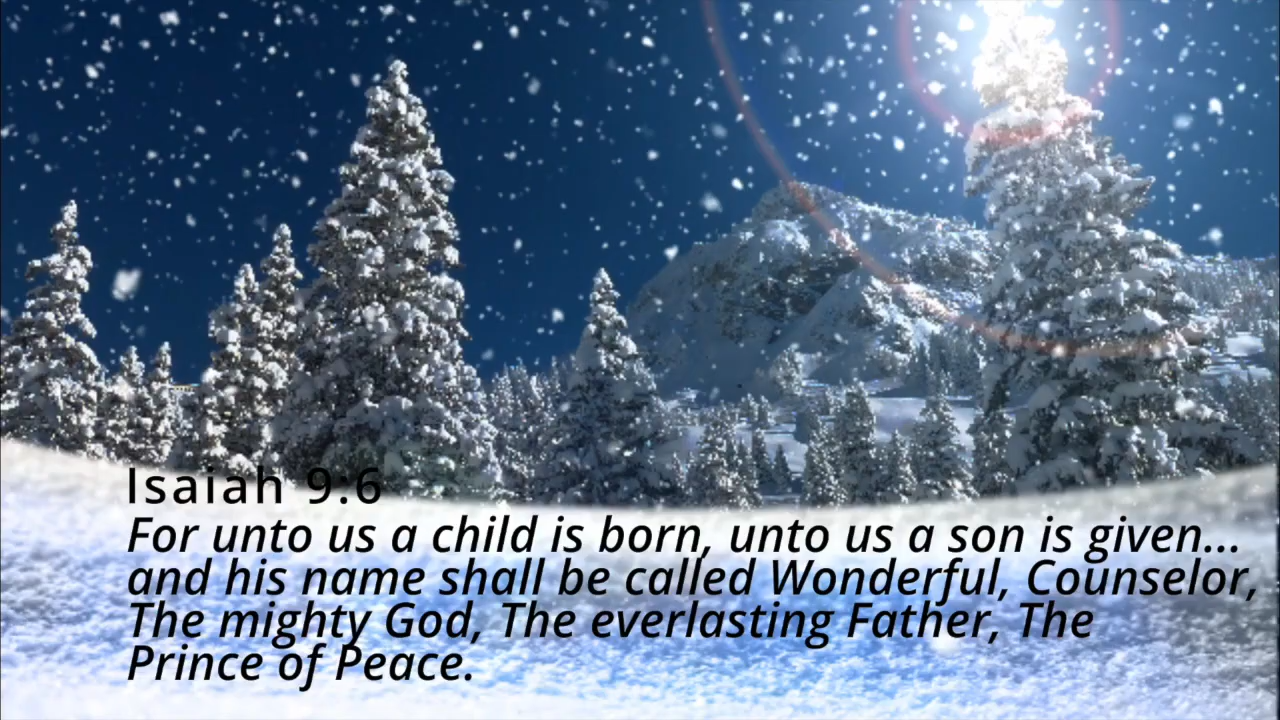 Isaiah 9:6
For unto us a child is born, unto us a son is given...
and his name shall be called Wonderful, Counselor,
The mighty God, The everlasting Father, The
Prince of Peace.